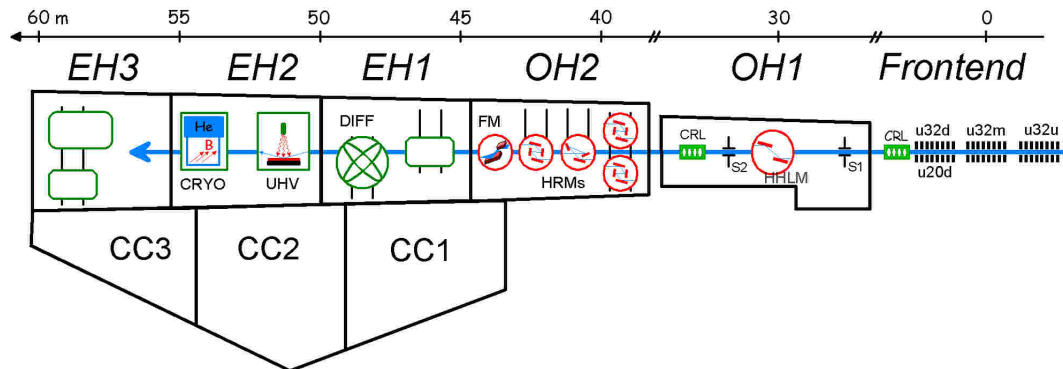 60 m 55 50 45 40 30 0
EH3 EH2 EH1 OH2 OH1 Frontend
He
B
CRYO
UHV
DIFF
FM
HRMs
CRL
S2
HHLM
S1
CRL
u32d u32m u32u
u20d
CC3 CC2 CC1